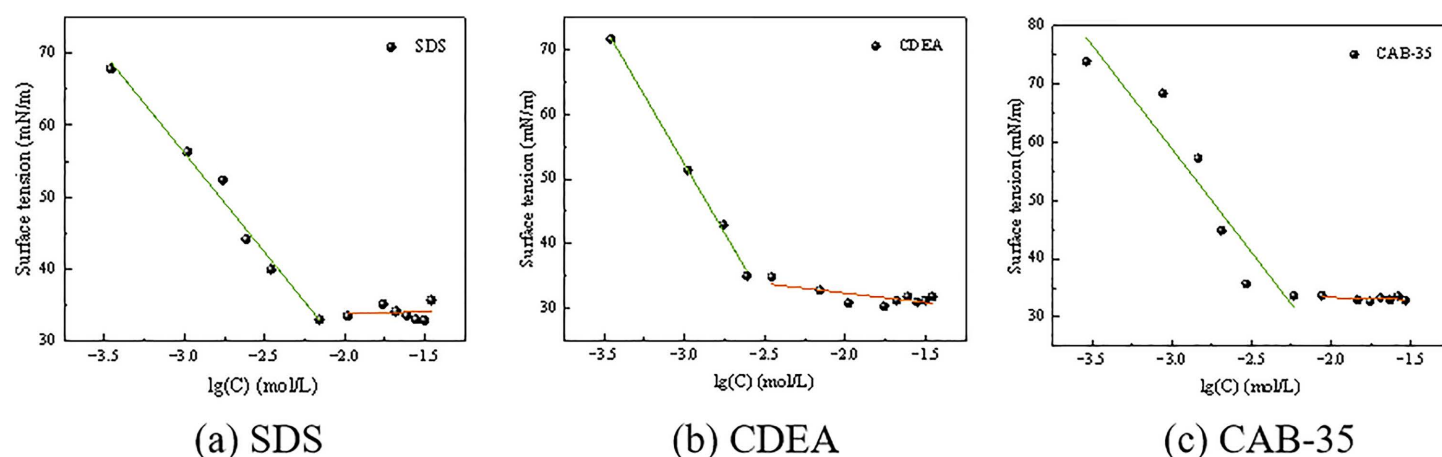 SDS
70
60
50
40
30
Surface tension (mN/m)
−3.5 −3.0 −2.5 −2.0 −1.5
lg(C) (mol/L)
(a) SDS
CDEA
70
60
50
40
30
Surface tension (mN/m)
−3.5 −3.0 −2.5 −2.0 −1.5
lg(C) (mol/L)
(b) CDEA
CAB-35
80
70
60
50
40
30
Surface tension (mN/m)
−3.5 −3.0 −2.5 −2.0 −1.5
lg(C) (mol/L)
(c) CAB-35